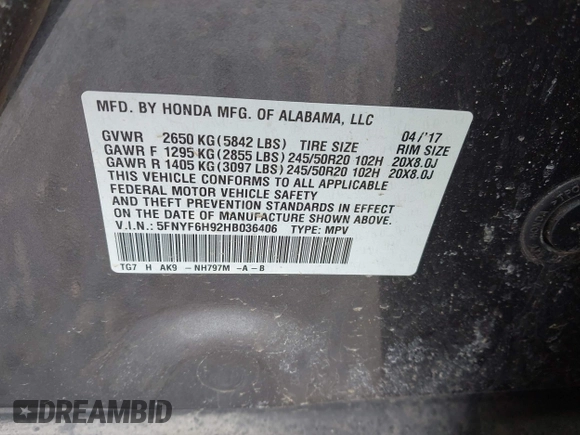 MFD. BY HONDA MFG. OF ALABAMA, LLC
04/'17
GVWR 2650 KG (5842 LBS) TIRE SIZE RIM SIZE
GAWR F 1295 KG (2855 LBS) 245/50R20 102H 20X8.0J
GAWR R 1405 KG (3097 LBS) 245/50R20 102H 20X8.0J
THIS VEHICLE CONFORMS TO ALL APPLICABLE
FEDERAL MOTOR VEHICLE SAFETY
AND THEFT PREVENTION STANDARDS IN EFFECT
ON THE DATE OF MANUFACTURE SHOWN ABOVE.
V.I.N.: 5FNYF6H92HB036406 TYPE: MPV
TG7 H AK9 -NH797M -A-B
DREAMBID